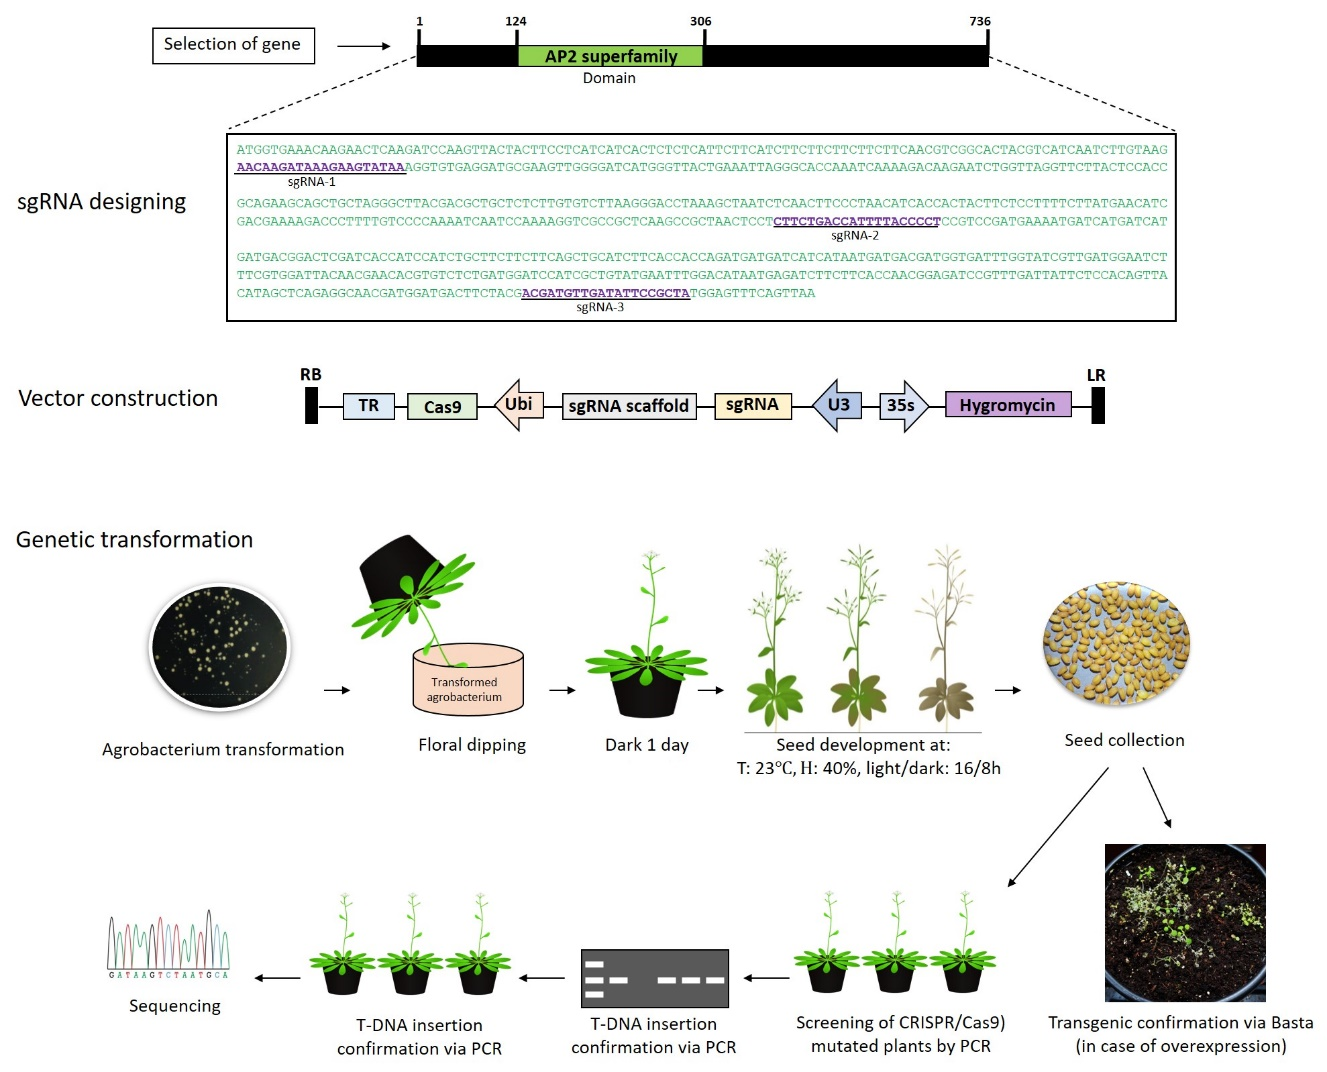 1 124 306 736
Selection of gene
AP2 superfamily
Domain
ATGGTGAAACAAGAACTCAAGATCCAAGTTACTACTTCCTCATCATCACTCTCTCATTCTTCATCTTCTTCTTCTTCTTCAACGTCGGCACTACGTCATCAATCTTGTAAG
AACAAGATAAAGAAGTATAAAGGTGTGAGGATGCGAAGTTGGGGATCATGGGTTACTGAAATTAGGGCACCAAATCAAAAGACAAGAATCTGGTTAGGTTCTTACTCCACC
sgRNA-1
sgRNA designing
GCAGAAGCAGCTGCTAGGGCTTACGACGCTGCTCTCTTGTGTCTTAAGGGACCTAAAGCTAATCTCAACTTCCCTAACATCACCACTACTTCTCCTTTTCTTATGAACATC
GACGAAAAGACCCTTTTGTCCCCAAAATCAATCCAAAAGGTCGCCGCTCAAGCCGCTAACTCCTCTTCTGACCATTTTACCCCTCCGTCCGATGAAAATGATCATGATCAT
sgRNA-2
GATGACGGACTCGATCACCATCCATCTGCTTCTTCTTCAGCTGCATCTTCACCACCAGATGATGATCATCATAATGATGACGATGGTGATTTGGTATCGTTGATGGAATCT
TTCGTGGATTACAACGAACACGTGTCTCTGATGGATCCATCGCTGTATGAATTTGGACATAATGAGATCTTCTTCACCAACGGAGATCCGTTTGATTATTCTCCACAGTTA
CATAGCTCAGAGGCAACGATGGATGACTTCTACGACGATGTTGATATTCCGCTATGGAGTTTCAGTTAA
sgRNA-3
RB LR
Vector construction
TR Cas9 Ubi sgRNA scaffold sgRNA U3 35s Hygromycin
Genetic transformation
Transformed
agrobacterium
Agrobacterium transformation
Floral dipping
Dark 1 day
Seed development at:
T: 23°C, H: 40%, light/dark: 16/8h
Seed collection
GATAAGTCTAATGCA
Sequencing
T-DNA insertion
confirmation via PCR
T-DNA insertion
confirmation via PCR
Screening of CRISPR/Cas9)
mutated plants by PCR
Transgenic confirmation via Basta
(in case of overexpression)